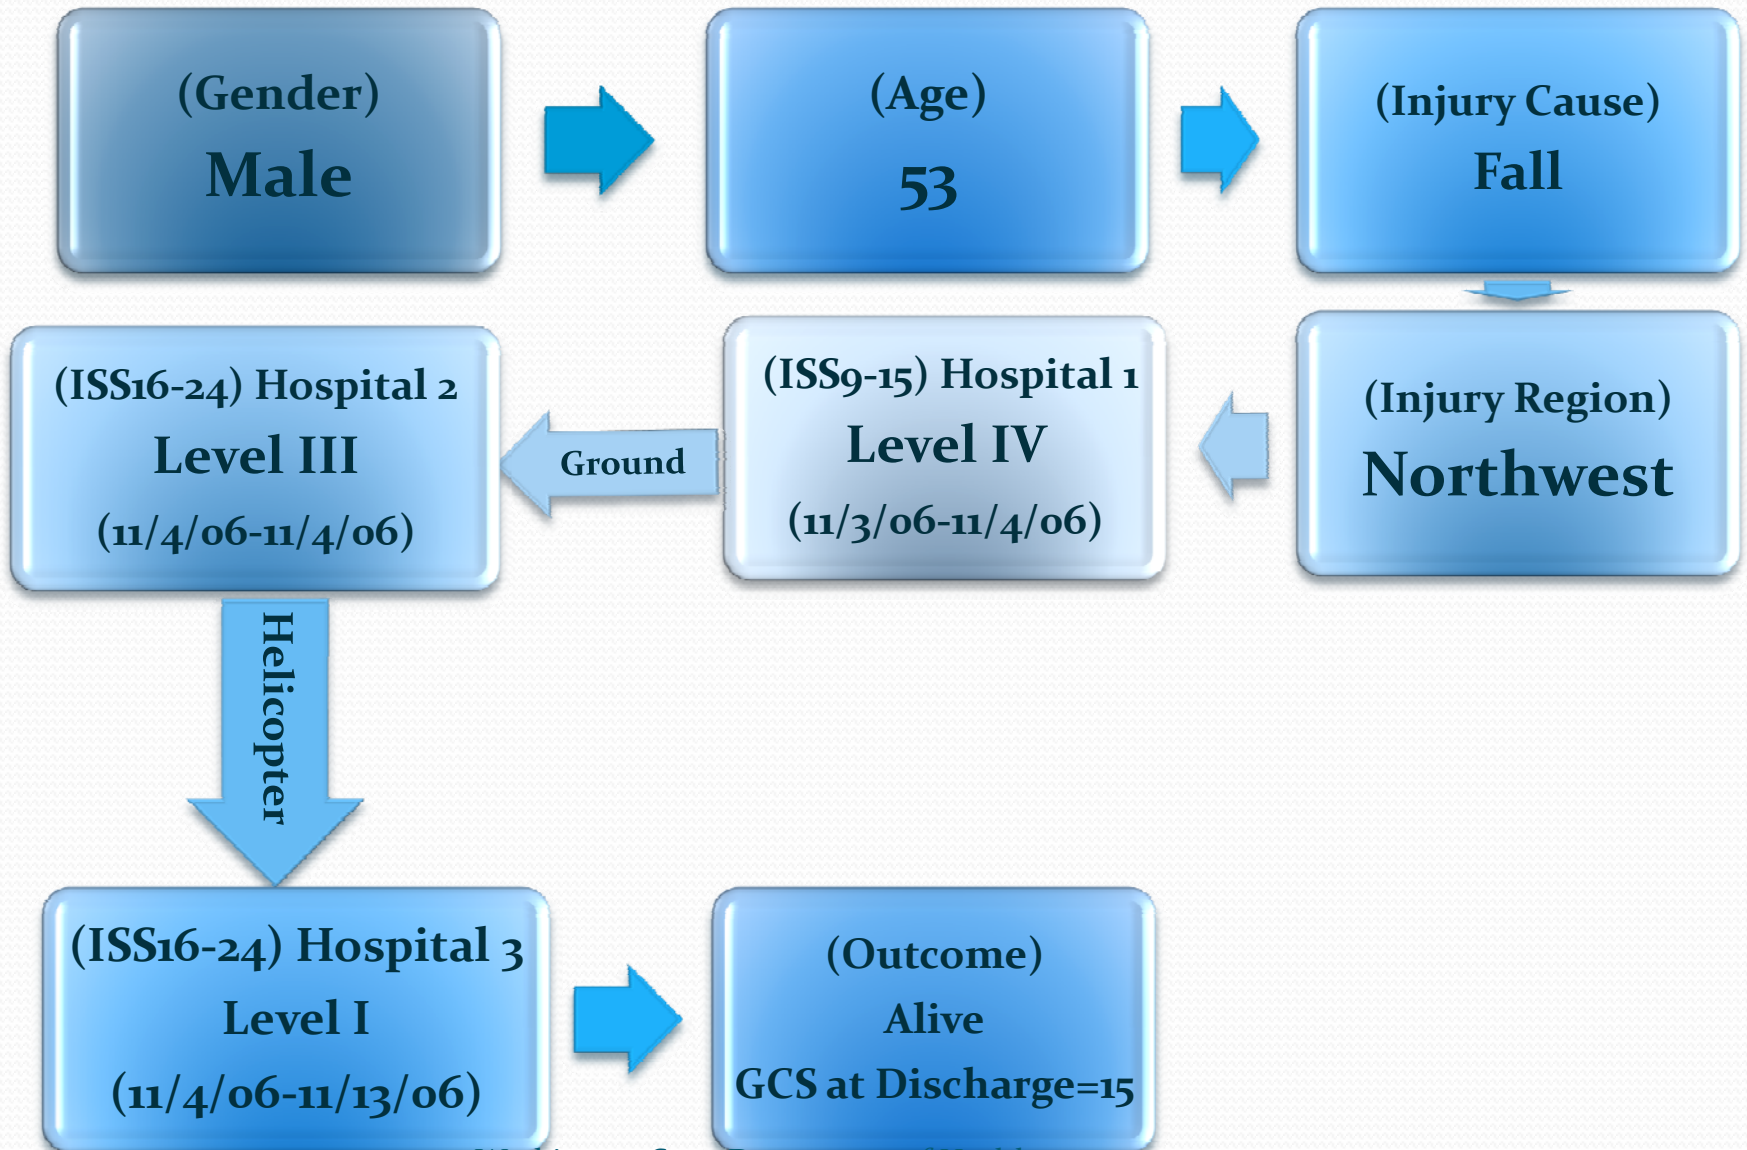 (Gender)
Male
(Age)
53
(Injury Cause)
Fall
(Injury Region)
Northwest
(ISS9-15) Hospital 1
Level IV
(11/3/06-11/4/06)
Ground
(ISS16-24) Hospital 2
Level III
(11/4/06-11/4/06)
Helicopter
(ISS16-24) Hospital 3
Level I
(11/4/06-11/13/06)
(Outcome)
Alive
GCS at Discharge=15